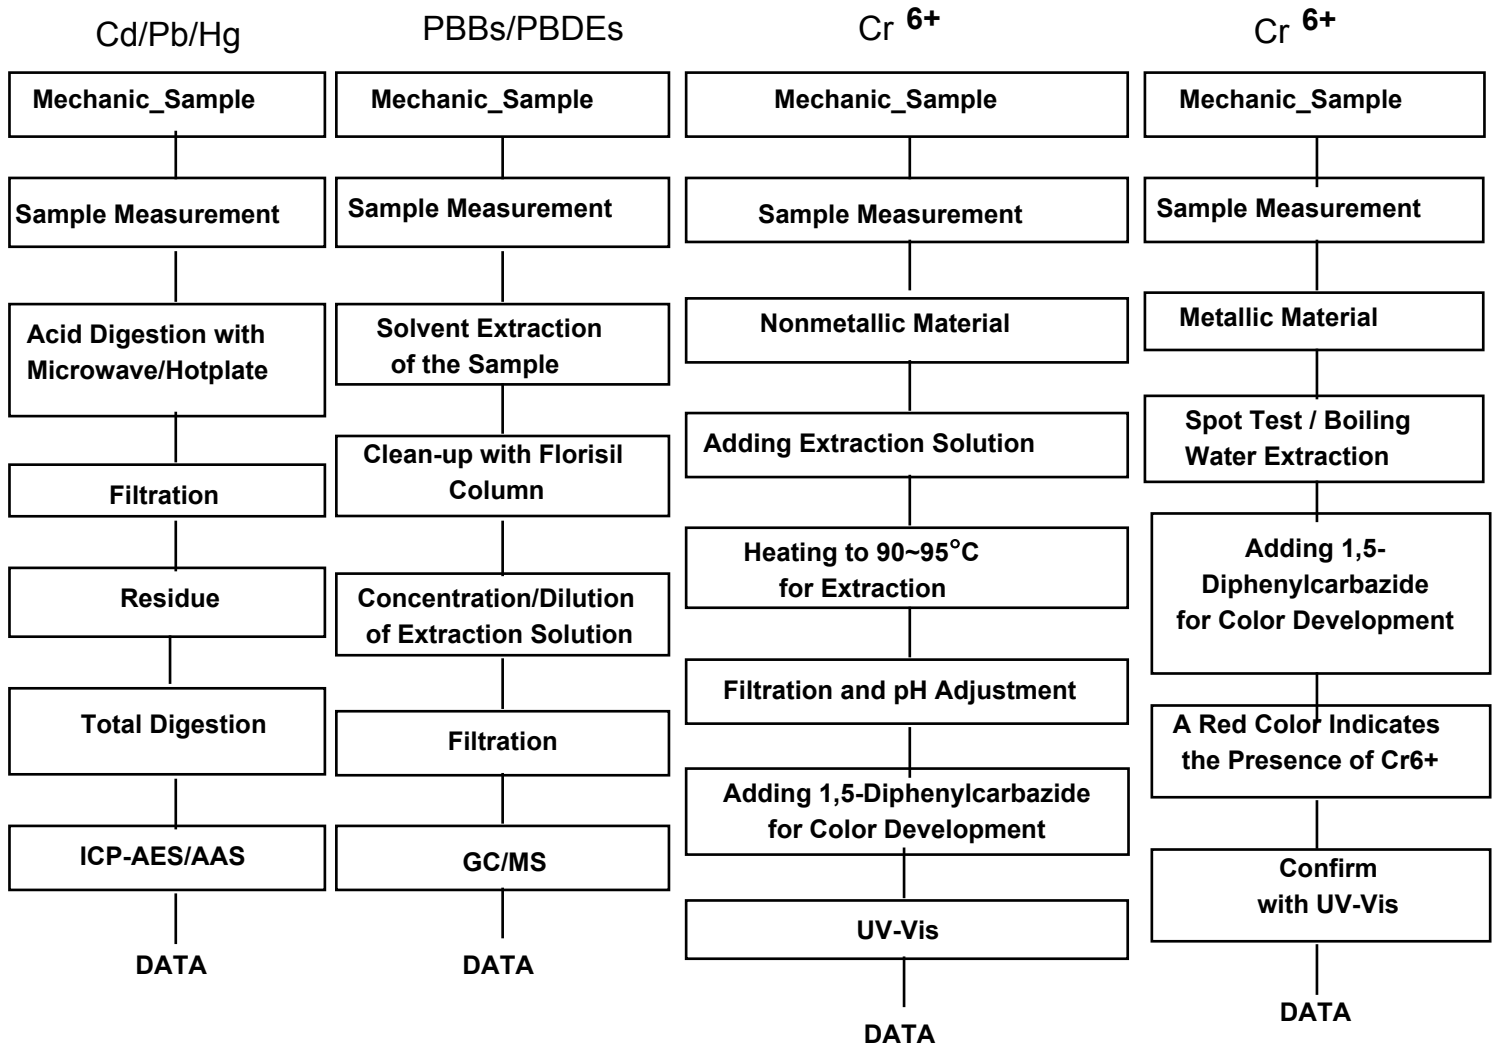 Cd/Pb/Hg
Mechanic_Sample
Sample Measurement
Acid Digestion with
Microwave/Hotplate
Filtration
Residue
Total Digestion
ICP-AES/AAS
DATA
PBBs/PBDEs
Mechanic_Sample
Sample Measurement
Solvent Extraction
of the Sample
Clean-up with Florisil
Column
Concentration/Dilution
of Extraction Solution
Filtration
GC/MS
DATA
Cr 6+
Mechanic_Sample
Sample Measurement
Nonmetallic Material
Adding Extraction Solution
Heating to 90~95°C
for Extraction
Filtration and pH Adjustment
Adding 1,5-Diphenylcarbazide
for Color Development
UV-Vis
DATA
Cr 6+
Mechanic_Sample
Sample Measurement
Metallic Material
Spot Test / Boiling
Water Extraction
Adding 1,5-
Diphenylcarbazide
for Color Development
A Red Color Indicates
the Presence of Cr6+
Confirm
with UV-Vis
DATA